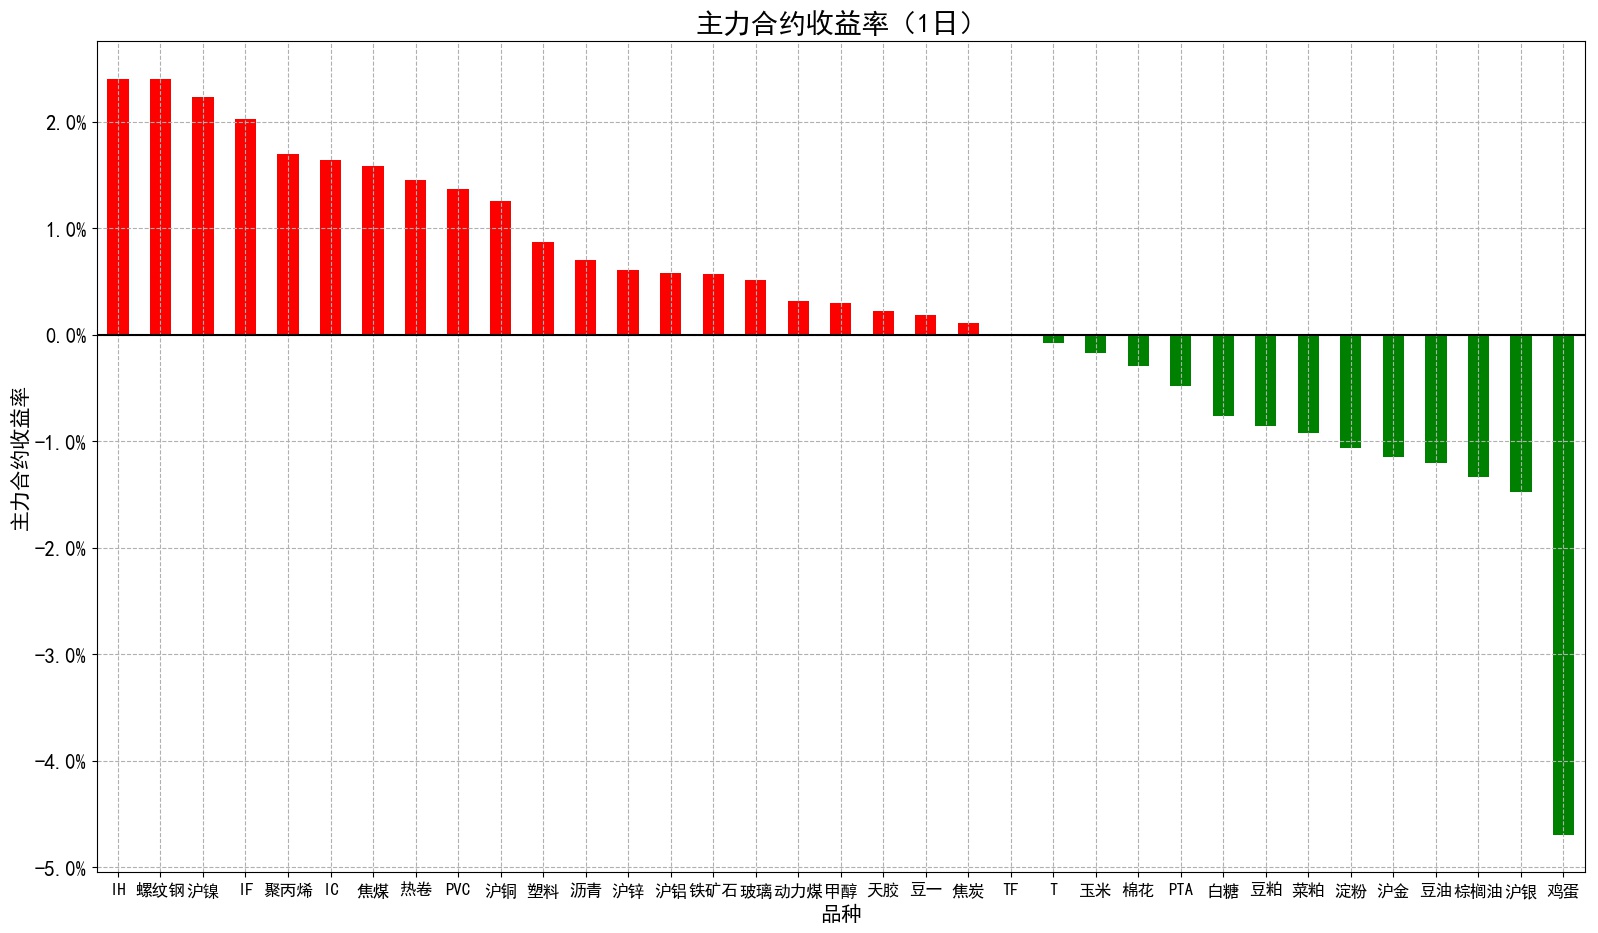 主力合约收益率（1日）
2.0%
1.0%
0.0%
−1.0%
−2.0%
−3.0%
−4.0%
−5.0%
主力合约收益率
IH 螺纹钢 沪镍 IF 聚丙烯 IC 焦煤 热卷 PVC 沪铜 塑料 沥青 沪锌 沪铝 铁矿石 玻璃 动力煤 甲醇 天胶 豆一 焦炭 TF T 玉米 棉花 PTA 白糖 豆粕 菜粕 淀粉 沪金 豆油 棕榈油 沪银 鸡蛋
品种